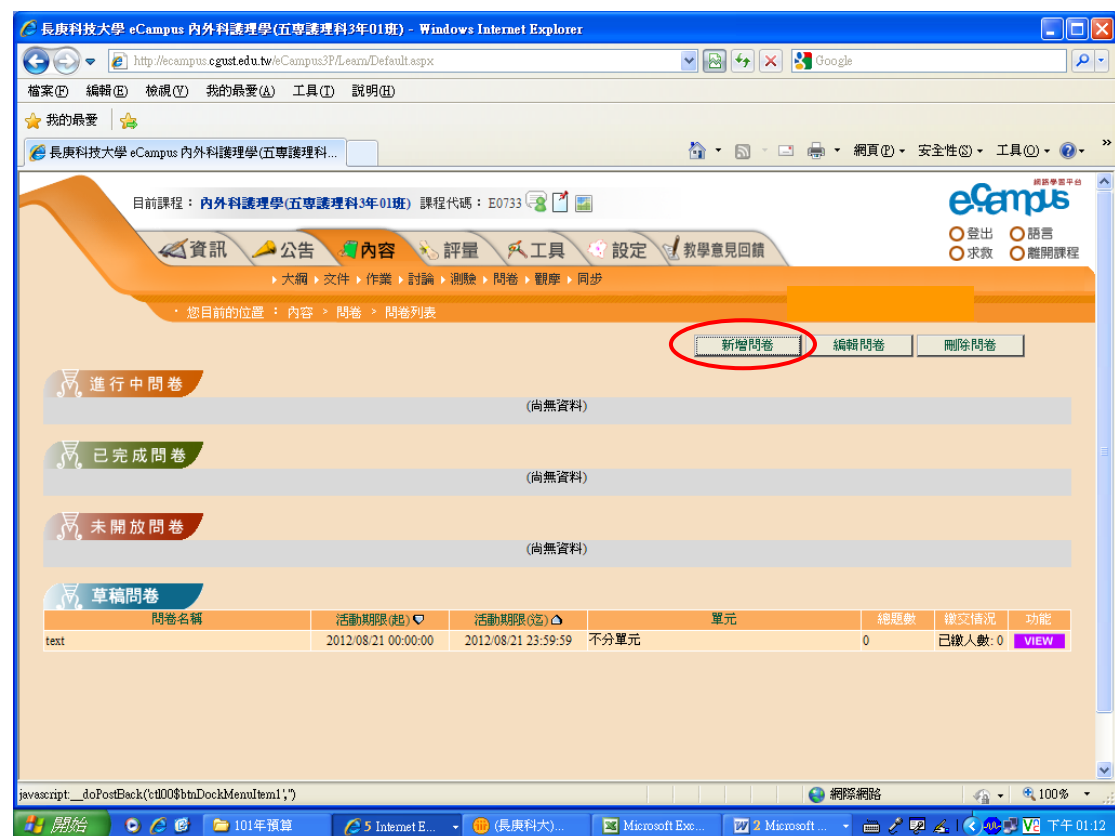 長庚科技大學 eCampus 內外科護理學(五專護理科3年01班) - Windows Internet Explorer
http://ecampus.cgust.edu.tw/eCampus3P/Learn/Default.aspx
Google
檔案(F) 編輯(E) 檢視(V) 我的最愛(A) 工具(T) 說明(H)
我的最愛
長庚科技大學 eCampus 內外科護理學(五專護理科...
網頁(P) 安全性(S) 工具(O) »
目前課程：內外科護理學(五專護理科3年01班) 課程代碼：E0733
網路學園平台
eCampus
登出 語言
求救 離開課程
資訊 公告 內容 評量 工具 設定 教學意見回饋
大綱 文件 作業 討論 測驗 問卷 觀摩 同步
‧您目前的位置 : 內容 > 問卷 > 問卷列表
新增問卷 編輯問卷 刪除問卷
進行中問卷
(尚無資料)
已完成問卷
(尚無資料)
未開放問卷
(尚無資料)
草稿問卷
問卷名稱 活動期限(起) 活動期限(迄) 單元 總題數 繳交情況 功能
text 2012/08/21 00:00:00 2012/08/21 23:59:59 不分單元 0 已繳人數: 0 VIEW
javascript:__doPostBack('ctl00$btnDockMenuItem1','')
網際網路 100%
開始 101年預算 5 Internet E... (長庚科大)... Microsoft Exc... 2 Microsoft ... 下午 01:12